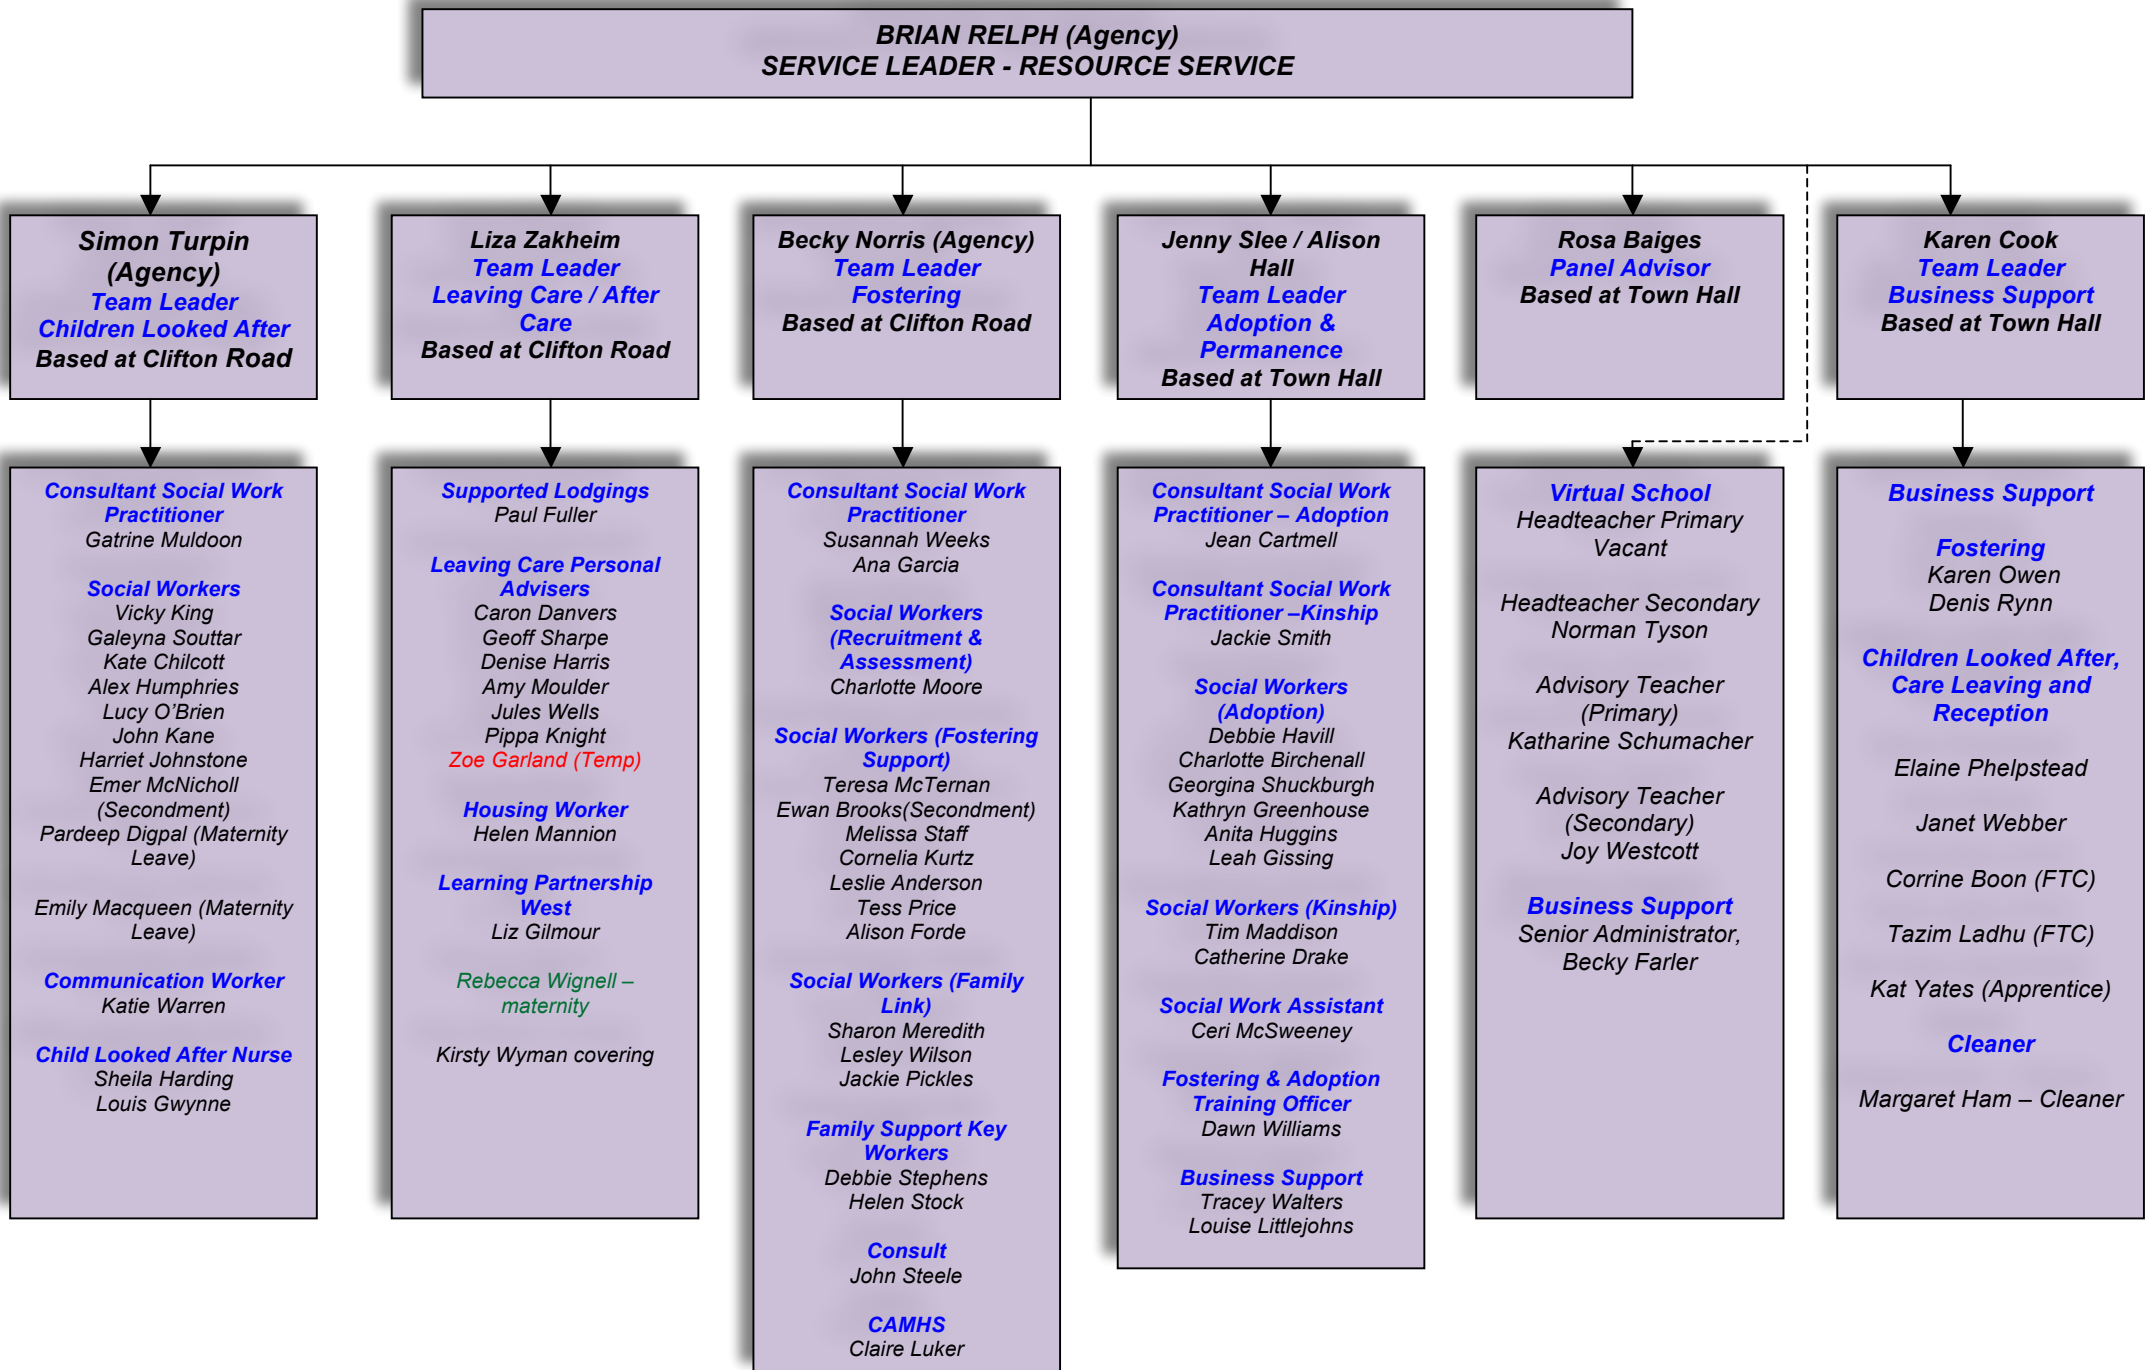 BRIAN RELPH (Agency)
SERVICE LEADER - RESOURCE SERVICE
Simon Turpin
(Agency)
Team Leader
Children Looked After
Based at Clifton Road
Liza Zakheim
Team Leader
Leaving Care / After
Care
Based at Clifton Road
Becky Norris (Agency)
Team Leader
Fostering
Based at Clifton Road
Jenny Slee / Alison
Hall
Team Leader
Adoption &
Permanence
Based at Town Hall
Rosa Baiges
Panel Advisor
Based at Town Hall
Karen Cook
Team Leader
Business Support
Based at Town Hall
Consultant Social Work
Practitioner
Gatrine Muldoon
Social Workers
Vicky King
Galeyna Souttar
Kate Chilcott
Alex Humphries
Lucy O’Brien
John Kane
Harriet Johnstone
Emer McNicholl
(Secondment)
Pardeep Digpal (Maternity
Leave)
Emily Macqueen (Maternity
Leave)
Communication Worker
Katie Warren
Child Looked After Nurse
Sheila Harding
Louis Gwynne
Supported Lodgings
Paul Fuller
Leaving Care Personal
Advisers
Caron Danvers
Geoff Sharpe
Denise Harris
Amy Moulder
Jules Wells
Pippa Knight
Zoe Garland (Temp)
Housing Worker
Helen Mannion
Learning Partnership
West
Liz Gilmour
Rebecca Wignell –
maternity
Kirsty Wyman covering
Consultant Social Work
Practitioner
Susannah Weeks
Ana Garcia
Social Workers
(Recruitment &
Assessment)
Charlotte Moore
Social Workers (Fostering
Support)
Teresa McTernan
Ewan Brooks(Secondment)
Melissa Staff
Cornelia Kurtz
Leslie Anderson
Tess Price
Alison Forde
Social Workers (Family
Link)
Sharon Meredith
Lesley Wilson
Jackie Pickles
Family Support Key
Workers
Debbie Stephens
Helen Stock
Consult
John Steele
CAMHS
Claire Luker
Consultant Social Work
Practitioner – Adoption
Jean Cartmell
Consultant Social Work
Practitioner –Kinship
Jackie Smith
Social Workers
(Adoption)
Debbie Havill
Charlotte Birchenall
Georgina Shuckburgh
Kathryn Greenhouse
Anita Huggins
Leah Gissing
Social Workers (Kinship)
Tim Maddison
Catherine Drake
Social Work Assistant
Ceri McSweeney
Fostering & Adoption
Training Officer
Dawn Williams
Business Support
Tracey Walters
Louise Littlejohns
Virtual School
Headteacher Primary
Vacant
Headteacher Secondary
Norman Tyson
Advisory Teacher
(Primary)
Katharine Schumacher
Advisory Teacher
(Secondary)
Joy Westcott
Business Support
Senior Administrator,
Becky Farler
Business Support
Fostering
Karen Owen
Denis Rynn
Children Looked After,
Care Leaving and
Reception
Elaine Phelpstead
Janet Webber
Corrine Boon (FTC)
Tazim Ladhu (FTC)
Kat Yates (Apprentice)
Cleaner
Margaret Ham – Cleaner